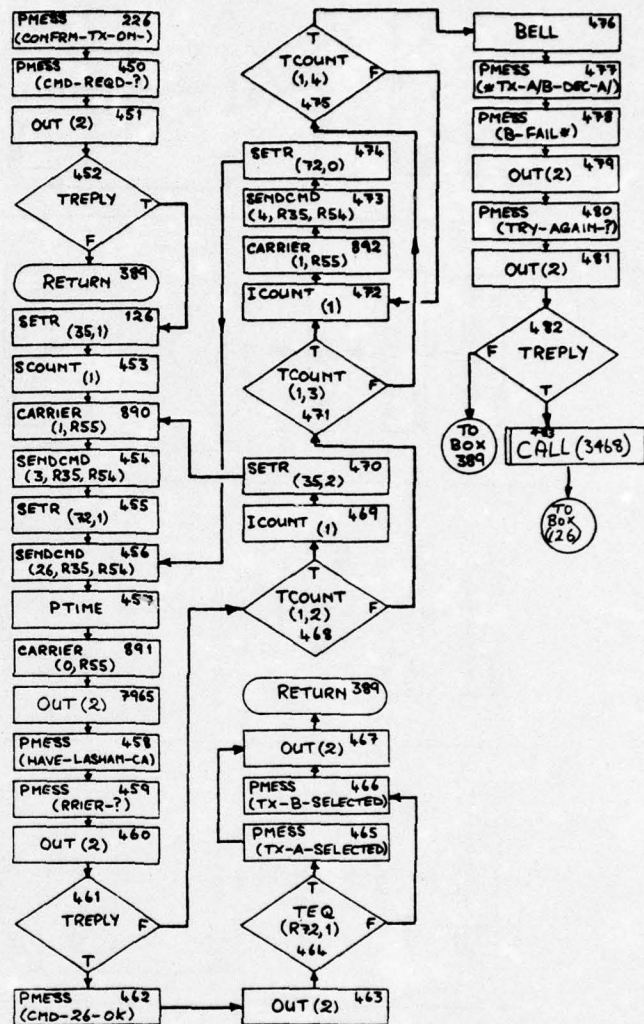 PMESS 226
(CONFRM-TX-ON-)
PMESS 450
(CMD-REQD-?)
OUT (2) 451
452
TREPLY
T
F
RETURN 389
SETR 126
(35,1)
SCOUNT 453
(1)
CARRIER 890
(1,R55)
SENDCMD 454
(3,R35,R54)
SETR 455
(72,1)
SENDCMD 456
(26,R35,R54)
PTIME 457
CARRIER 891
(0,R55)
OUT (2) 7965
PMESS 458
(HAVE-LASHAM-CA)
PMESS 459
(RRIER-?)
OUT (2) 460
461
TREPLY
F
T
PMESS 462
(CMD-26-OK)
T
TCOUNT
(1,4)
F
475
SETR 474
(72,0)
SENDCMD 473
(4,R35,R54)
CARRIER 892
(1,R55)
ICOUNT 472
(1)
T
TCOUNT
(1,3)
F
471
SETR 470
(35,2)
ICOUNT 469
(1)
T
TCOUNT
(1,2)
F
468
RETURN 389
OUT (2) 467
PMESS 466
(TX-B-SELECTED)
PMESS 465
(TX-A-SELECTED)
T
TEQ
(R72,1)
F
464
OUT (2) 463
BELL 476
PMESS 477
(*TX-A/B-DEC-A/)
PMESS 478
(B-FAIL*)
OUT(2) 479
PMESS 480
(TRY-AGAIN-?)
OUT(2) 481
482
TREPLY
F
T
TO
BOX
389
483
CALL (3468)
TO
BOX
126